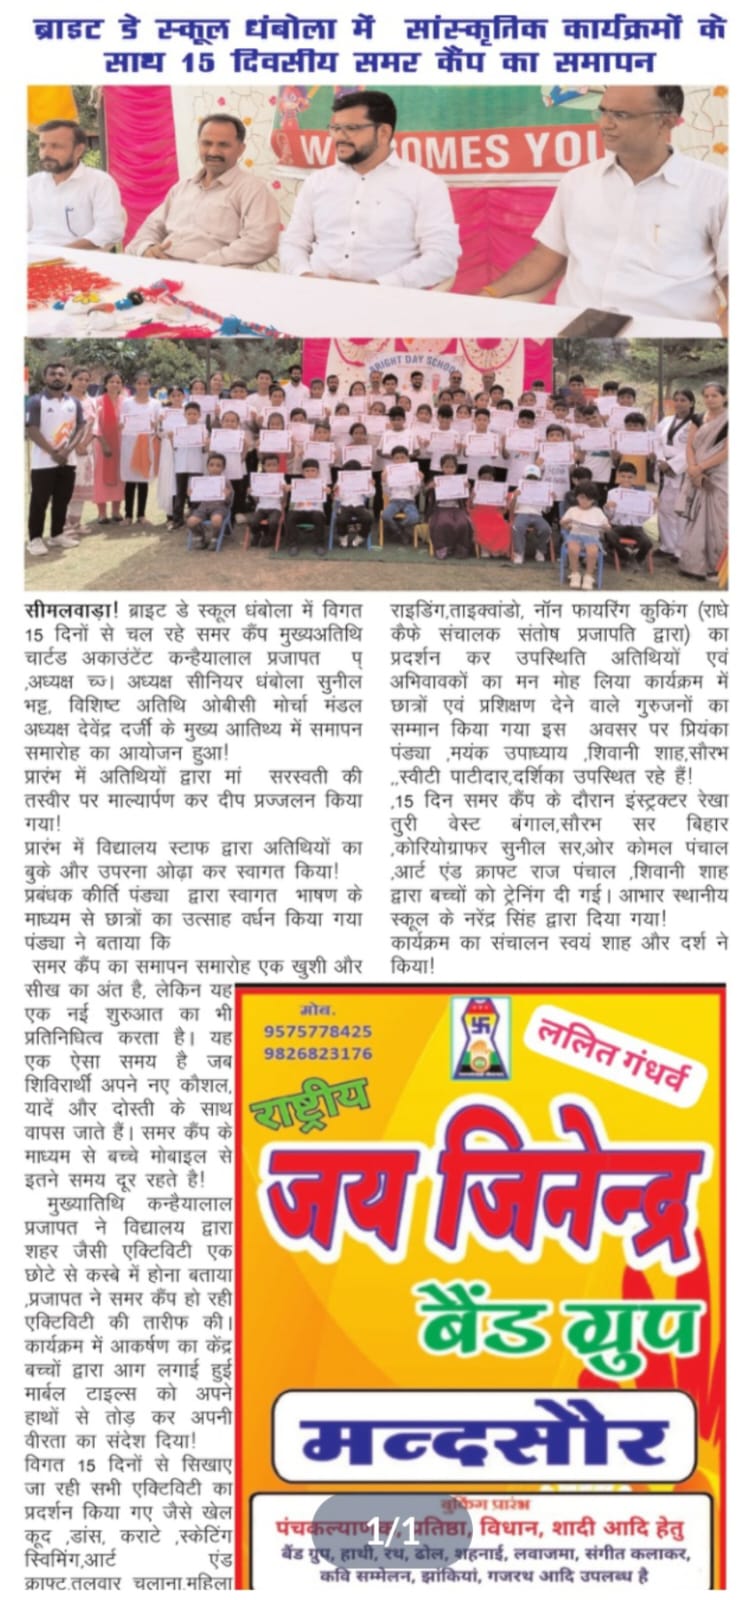 ब्राइट डे स्कूल धंबोला में सांस्कृतिक कार्यक्रमों के
साथ 15 दिवसीय समर कैंप का समापन
WELCOMES YOU
BRIGHT DAY SCHOOL
सीमलवाड़ा! ब्राइट डे स्कूल धंबोला में विगत
15 दिनों से चल रहे समर कैंप मुख्यअतिथि
चार्टड अकाउंटेंट कन्हैयालाल प्रजापत प्
,अध्यक्ष च्ज। अध्यक्ष सीनियर धंबोला सुनील
भट्ट, विशिष्ट अतिथि ओबीसी मोर्चा मंडल
अध्यक्ष देवेंद्र दर्जी के मुख्य आतिथ्य में समापन
समारोह का आयोजन हुआ!
प्रारंभ में अतिथियों द्वारा मां सरस्वती की
तस्वीर पर माल्यार्पण कर दीप प्रज्जलन किया
गया!
प्रारंभ में विद्यालय स्टाफ द्वारा अतिथियों का
बुके और उपरना ओढ़ा कर स्वागत किया!
प्रबंधक कीर्ति पंड्या द्वारा स्वागत भाषण के
माध्यम से छात्रों का उत्साह वर्धन किया गया
पंड्या ने बताया कि
समर कैंप का समापन समारोह एक खुशी और
सीख का अंत है, लेकिन यह
एक नई शुरुआत का भी
प्रतिनिधित्व करता है। यह
एक ऐसा समय है जब
शिविरार्थी अपने नए कौशल,
यादें और दोस्ती के साथ
वापस जाते हैं। समर कैंप के
माध्यम से बच्चे मोबाइल से
इतने समय दूर रहते है!
मुख्यातिथि कन्हैयालाल
प्रजापत ने विद्यालय द्वारा
शहर जैसी एक्टिविटी एक
छोटे से कस्बे में होना बताया
,प्रजापत ने समर कैंप हो रही
एक्टिविटी की तारीफ की।
कार्यक्रम में आकर्षण का केंद्र
बच्चों द्वारा आग लगाई हुई
मार्बल टाइल्स को अपने
हाथों से तोड़ कर अपनी
वीरता का संदेश दिया!
विगत 15 दिनों से सिखाए
जा रही सभी एक्टिविटी का
प्रदर्शन किया गए जैसे खेल
कूद ,डांस, कराटे ,स्केटिंग
स्विमिंग,आर्ट एंड
क्राफ्ट,तलवार चलाना,महिला
राइडिंग,ताइक्वांडो, नॉन फायरिंग कुकिंग (राधे
कैफे संचालक संतोष प्रजापति द्वारा) का
प्रदर्शन कर उपस्थिति अतिथियों एवं
अभिवावकों का मन मोह लिया कार्यक्रम में
छात्रों एवं प्रशिक्षण देने वाले गुरुजनों का
सम्मान किया गया इस अवसर पर प्रियंका
पंड्या ,मयंक उपाध्याय ,शिवानी शाह,सौरभ
,,स्वीटी पाटीदार,दर्शिका उपस्थित रहे हैं!
,15 दिन समर कैंप के दौरान इंस्ट्रक्टर रेखा
तुरी वेस्ट बंगाल,सौरभ सर बिहार
,कोरियोग्राफर सुनील सर,ओर कोमल पंचाल
,आर्ट एंड क्राफ्ट राज पंचाल ,शिवानी शाह
द्वारा बच्चों को ट्रेनिंग दी गई। आभार स्थानीय
स्कूल के नरेंद्र सिंह द्वारा दिया गया!
कार्यक्रम का संचालन स्वयं शाह और दर्श ने
किया!
मोब.
9575778425
9826823176
ललित गंधर्व
राष्ट्रीय
जय जिनेन्द्र
बैंड ग्रुप
मन्दसौर
बुकिंग प्रारंभ
पंचकल्याणक, प्रतिष्ठा, विधान, शादी आदि हेतु
1/1
बैंड ग्रुप, हाथी, रथ, ढोल, शहनाई, लवाजमा, संगीत कलाकर,
कवि सम्मेलन, झांकियां, गजरथ आदि उपलब्ध है